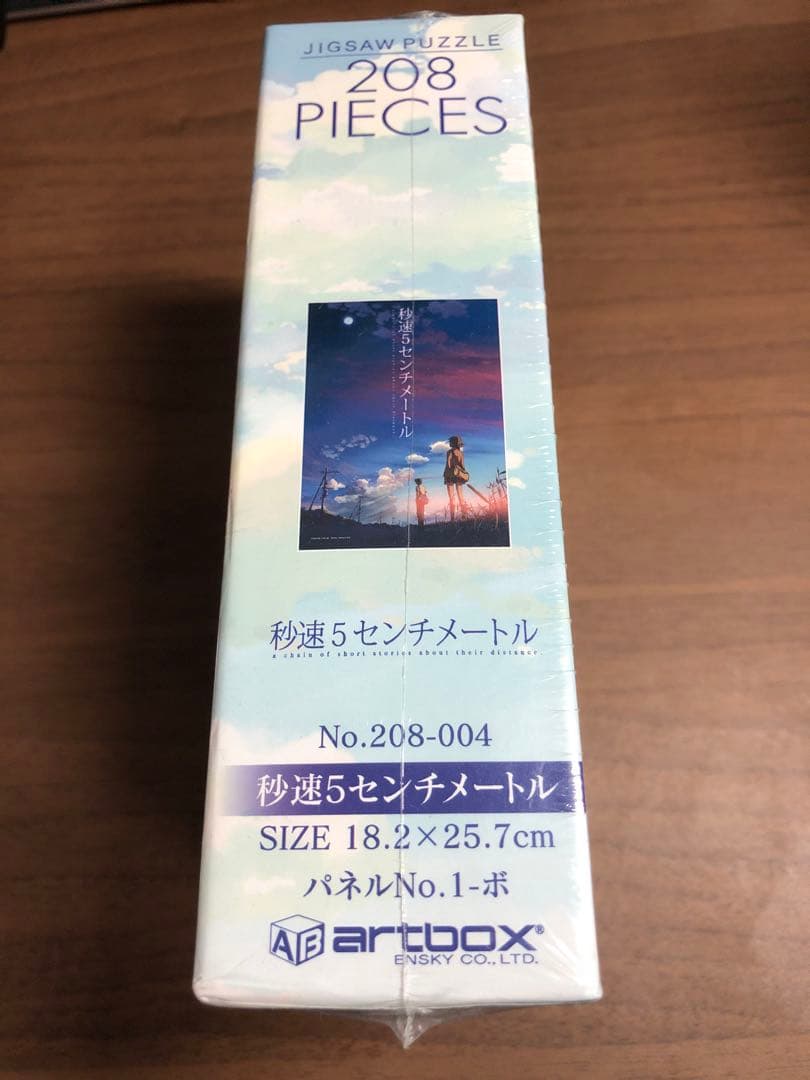 JIGSAW PUZZLE
208
PIECES
秒速5センチメートル
秒速5センチメートル
a chain of short stories about their distance
No.208-004
秒速5センチメートル
SIZE 18.2×25.7cm
パネルNo.1-ボ
AB artbox®
ENSKY CO., LTD.